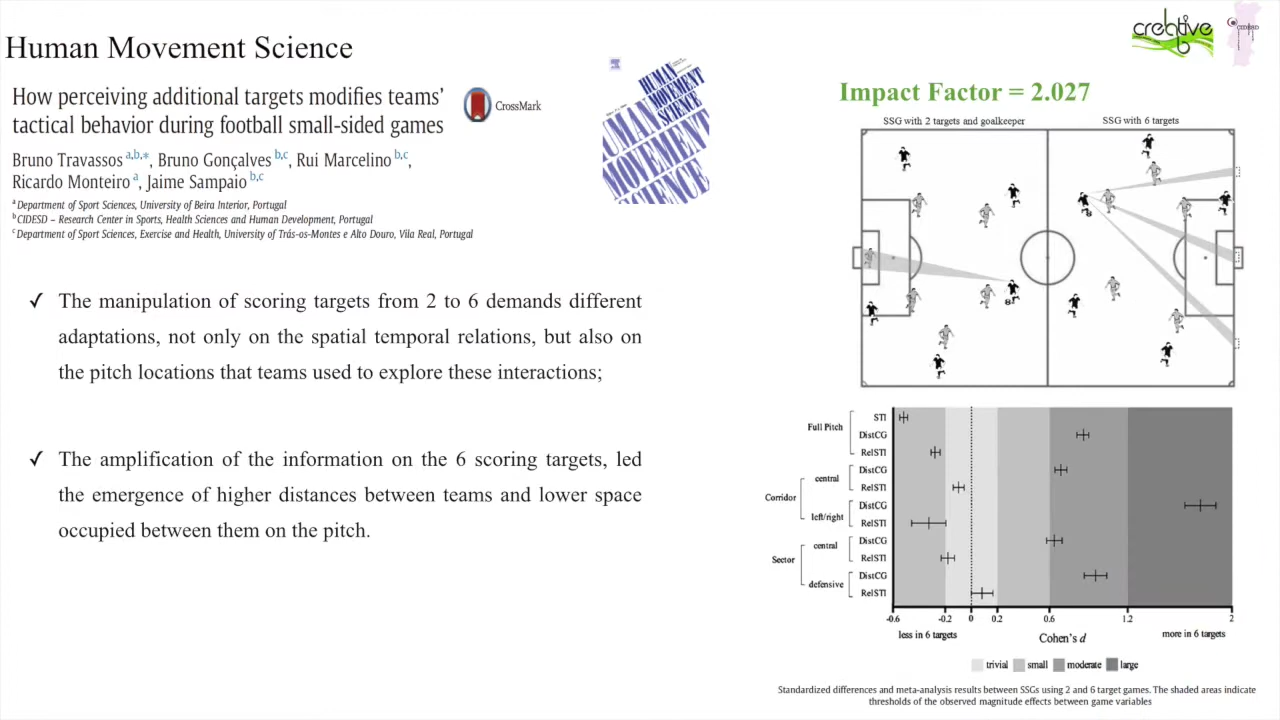 Human Movement Science
How perceiving additional targets modifies teams'
tactical behavior during football small-sided games
CrossMark
Bruno Travassos a,b,*, Bruno Gonçalves b,c, Rui Marcelino b,c,
Ricardo Monteiro a, Jaime Sampaio b,c
a Department of Sport Sciences, University of Beira Interior, Portugal
b CIDESD – Research Center in Sports, Health Sciences and Human Development, Portugal
c Department of Sport Sciences, Exercise and Health, University of Trás-os-Montes e Alto Douro, Vila Real, Portugal
HUMAN
MOVEMENT
SCIENCE
✓ The manipulation of scoring targets from 2 to 6 demands different
adaptations, not only on the spatial temporal relations, but also on
the pitch locations that teams used to explore these interactions;
✓ The amplification of the information on the 6 scoring targets, led
the emergence of higher distances between teams and lower space
occupied between them on the pitch.
Impact Factor = 2.027
SSG with 2 targets and goalkeeper
SSG with 6 targets
Full Pitch
STI
DistCG
RelSTI
Corridor
central
DistCG
RelSTI
left/right
DistCG
RelSTI
Sector
central
DistCG
RelSTI
defensive
DistCG
RelSTI
-0.6 -0.2 0 0.2 0.6 1.2 2
less in 6 targets Cohen's d more in 6 targets
trivial small moderate large
Standardized differences and meta-analysis results between SSGs using 2 and 6 target games. The shaded areas indicate
thresholds of the observed magnitude effects between game variables